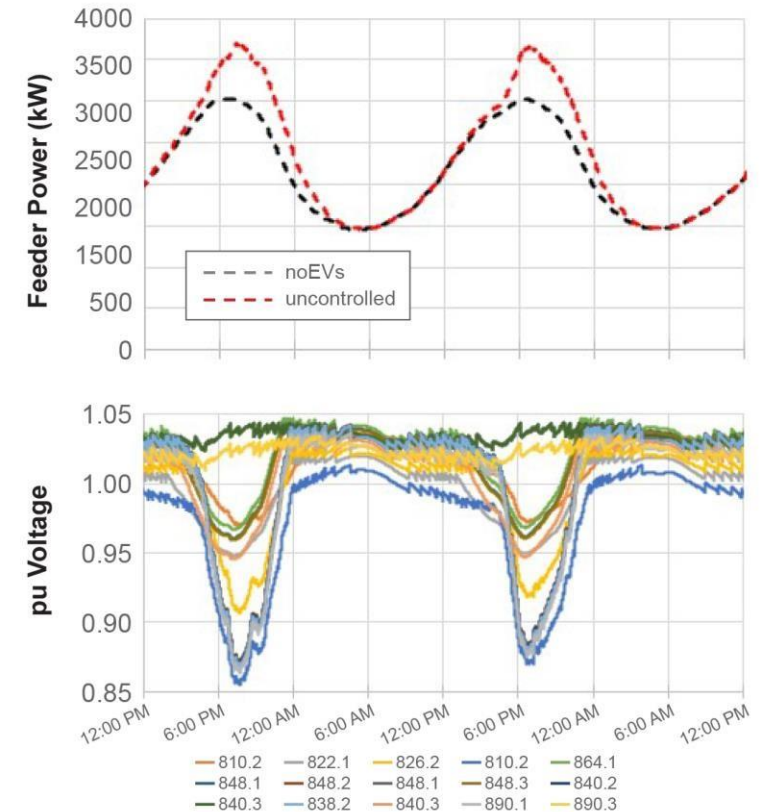 4000
3500
3000
2500
2000
1500
500
0
Feeder Power (kW)
noEVs
uncontrolled
1.05
1.00
0.95
0.90
0.85
pu Voltage
12:00 PM 6:00 PM 12:00 AM 6:00 AM 12:00 PM 6:00 PM 12:00 AM 6:00 AM 12:00 PM
810.2 822.1 826.2 810.2 864.1
848.1 848.2 848.1 848.3 840.2
840.3 838.2 840.3 890.1 890.3